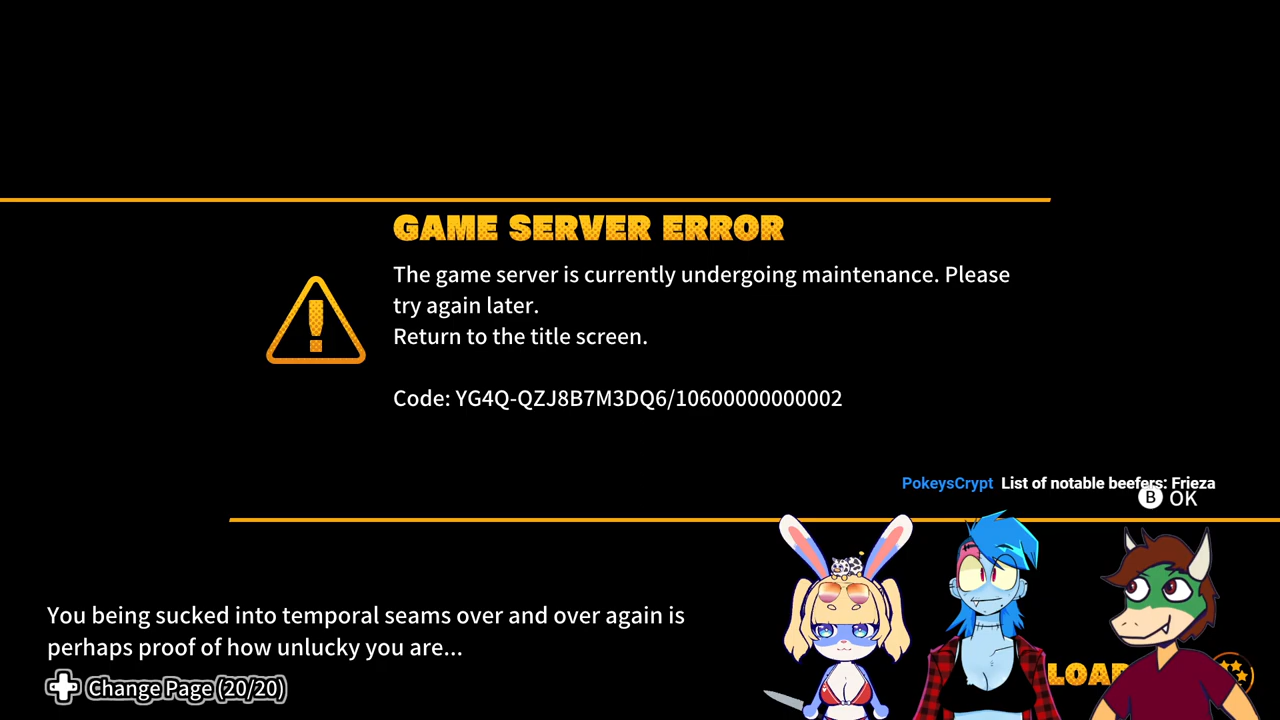 GAME SERVER ERROR
The game server is currently undergoing maintenance. Please
try again later.
Return to the title screen.
Code: YG4Q-QZJ8B7M3DQ6/10600000000002
PokeysCrypt List of notable beefers: Frieza
B OK
You being sucked into temporal seams over and over again is
perhaps proof of how unlucky you are...
Change Page (20/20)
LOAD